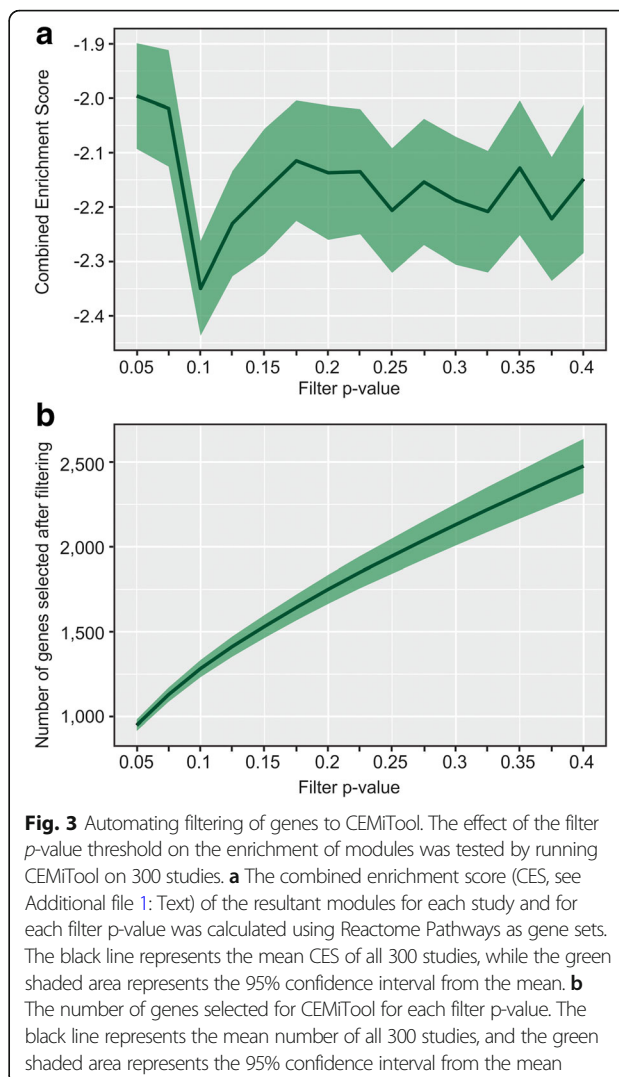 a
-1.9
-2.0
-2.1
-2.2
-2.3
-2.4
Combined Enrichment Score
0.05 0.1 0.15 0.2 0.25 0.3 0.35 0.4
Filter p-value
b
2,500
2,000
1,500
1,000
Number of genes selected after filtering
0.05 0.1 0.15 0.2 0.25 0.3 0.35 0.4
Filter p-value
Fig. 3 Automating filtering of genes to CEMiTool. The effect of the filter
p-value threshold on the enrichment of modules was tested by running
CEMiTool on 300 studies. a The combined enrichment score (CES, see
Additional file 1: Text) of the resultant modules for each study and for
each filter p-value was calculated using Reactome Pathways as gene sets.
The black line represents the mean CES of all 300 studies, while the green
shaded area represents the 95% confidence interval from the mean. b
The number of genes selected for CEMiTool for each filter p-value. The
black line represents the mean number of all 300 studies, and the green
shaded area represents the 95% confidence interval from the mean